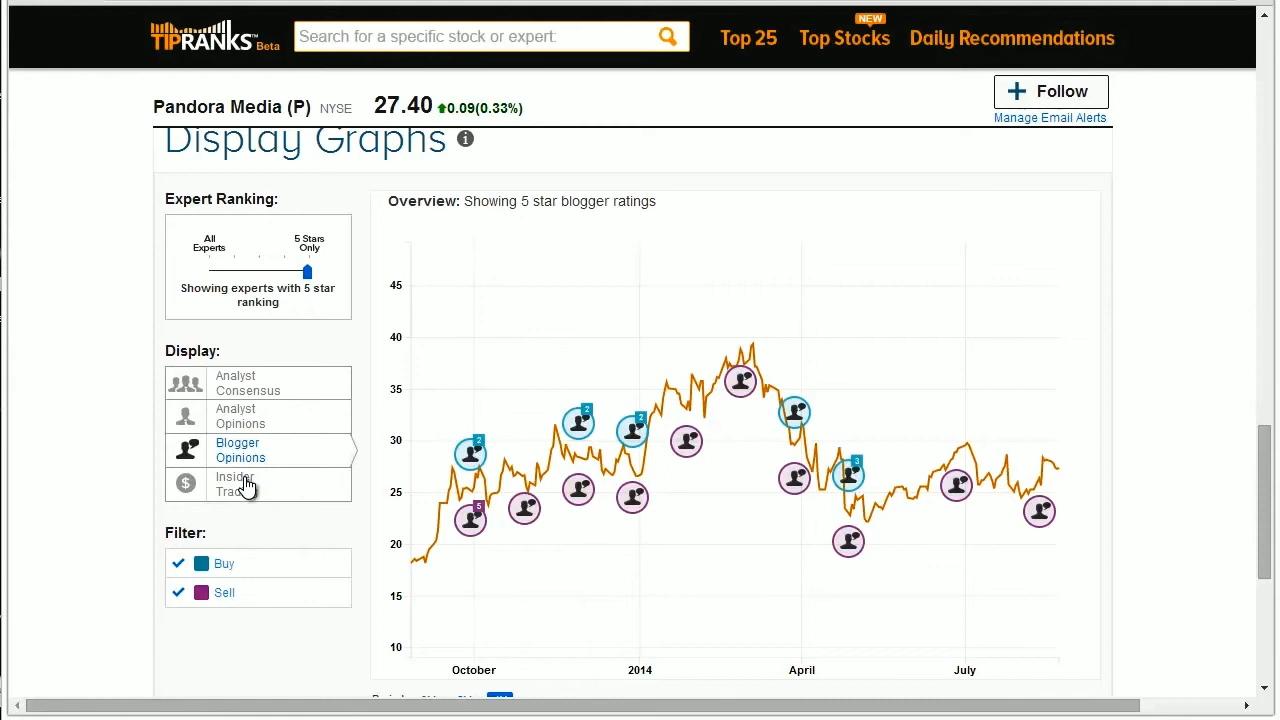 TIPRANKS™ Beta
Search for a specific stock or expert:
Top 25
NEW
Top Stocks
Daily Recommendations
Pandora Media (P) NYSE 27.40 0.09(0.33%)
Follow
Manage Email Alerts
Display Graphs i
Expert Ranking:
All
Experts
5 Stars
Only
Showing experts with 5 star
ranking
Display:
Analyst
Consensus
Analyst
Opinions
Blogger
Opinions
$
Insider
Filter:
Buy
Sell
Overview: Showing 5 star blogger ratings
45
40
35
30
25
20
15
10
2
5
2
2
3
October
2014
April
July